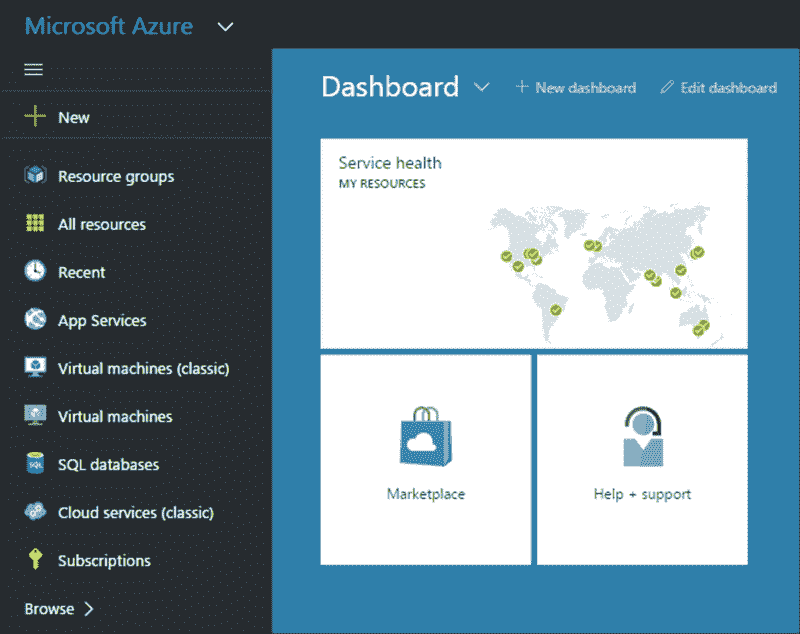 Microsoft Azure
New
Resource groups
All resources
Recent
App Services
Virtual machines (classic)
Virtual machines
SQL databases
Cloud services (classic)
Subscriptions
Browse
Dashboard
New dashboard
Edit dashboard
Service health
MY RESOURCES
Marketplace
Help + support